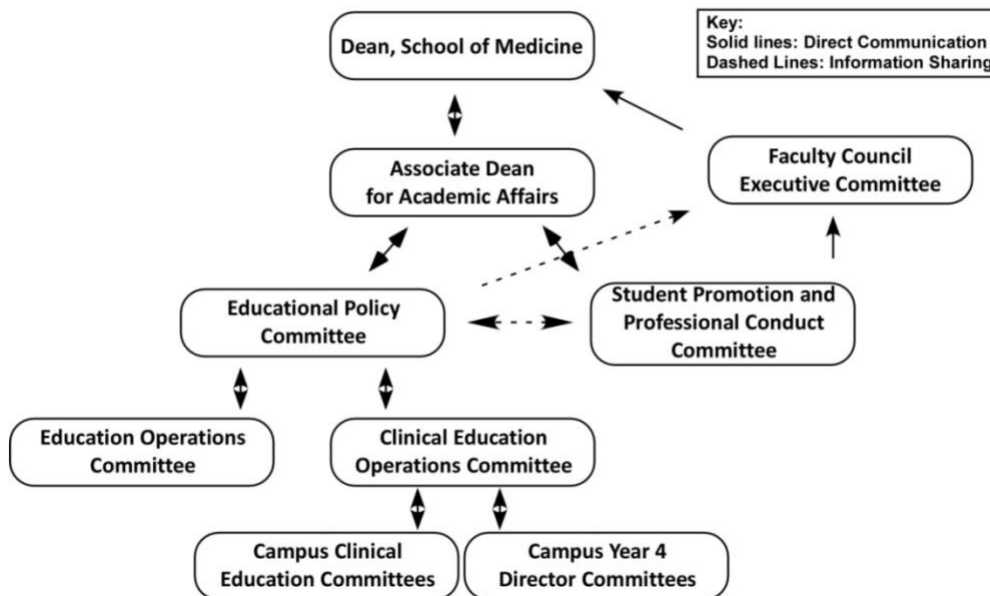 Key:
Solid lines: Direct Communication
Dashed Lines: Information Sharing
Dean, School of Medicine
Associate Dean
for Academic Affairs
Faculty Council
Executive Committee
Educational Policy
Committee
Student Promotion and
Professional Conduct
Committee
Education Operations
Committee
Clinical Education
Operations Committee
Campus Clinical
Education Committees
Campus Year 4
Director Committees